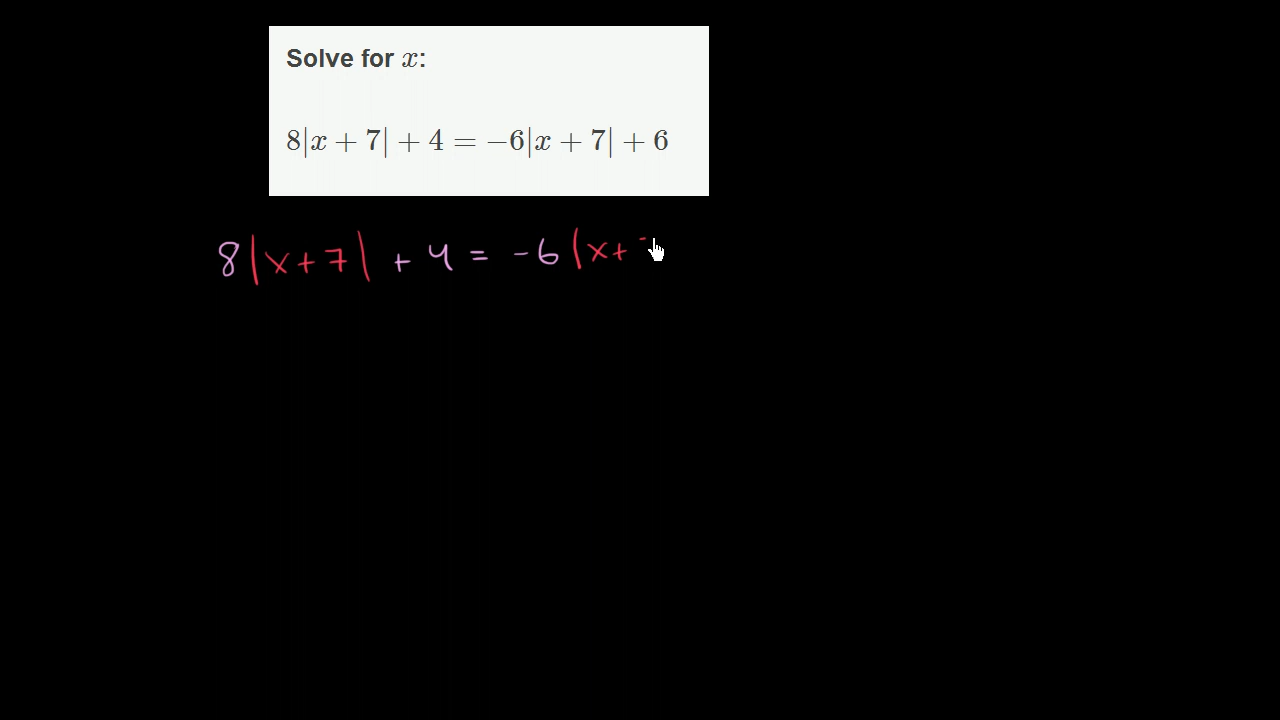 Solve for x:
8|x + 7| + 4 = −6|x + 7| + 6
8|x+7| + 4 = -6|x+